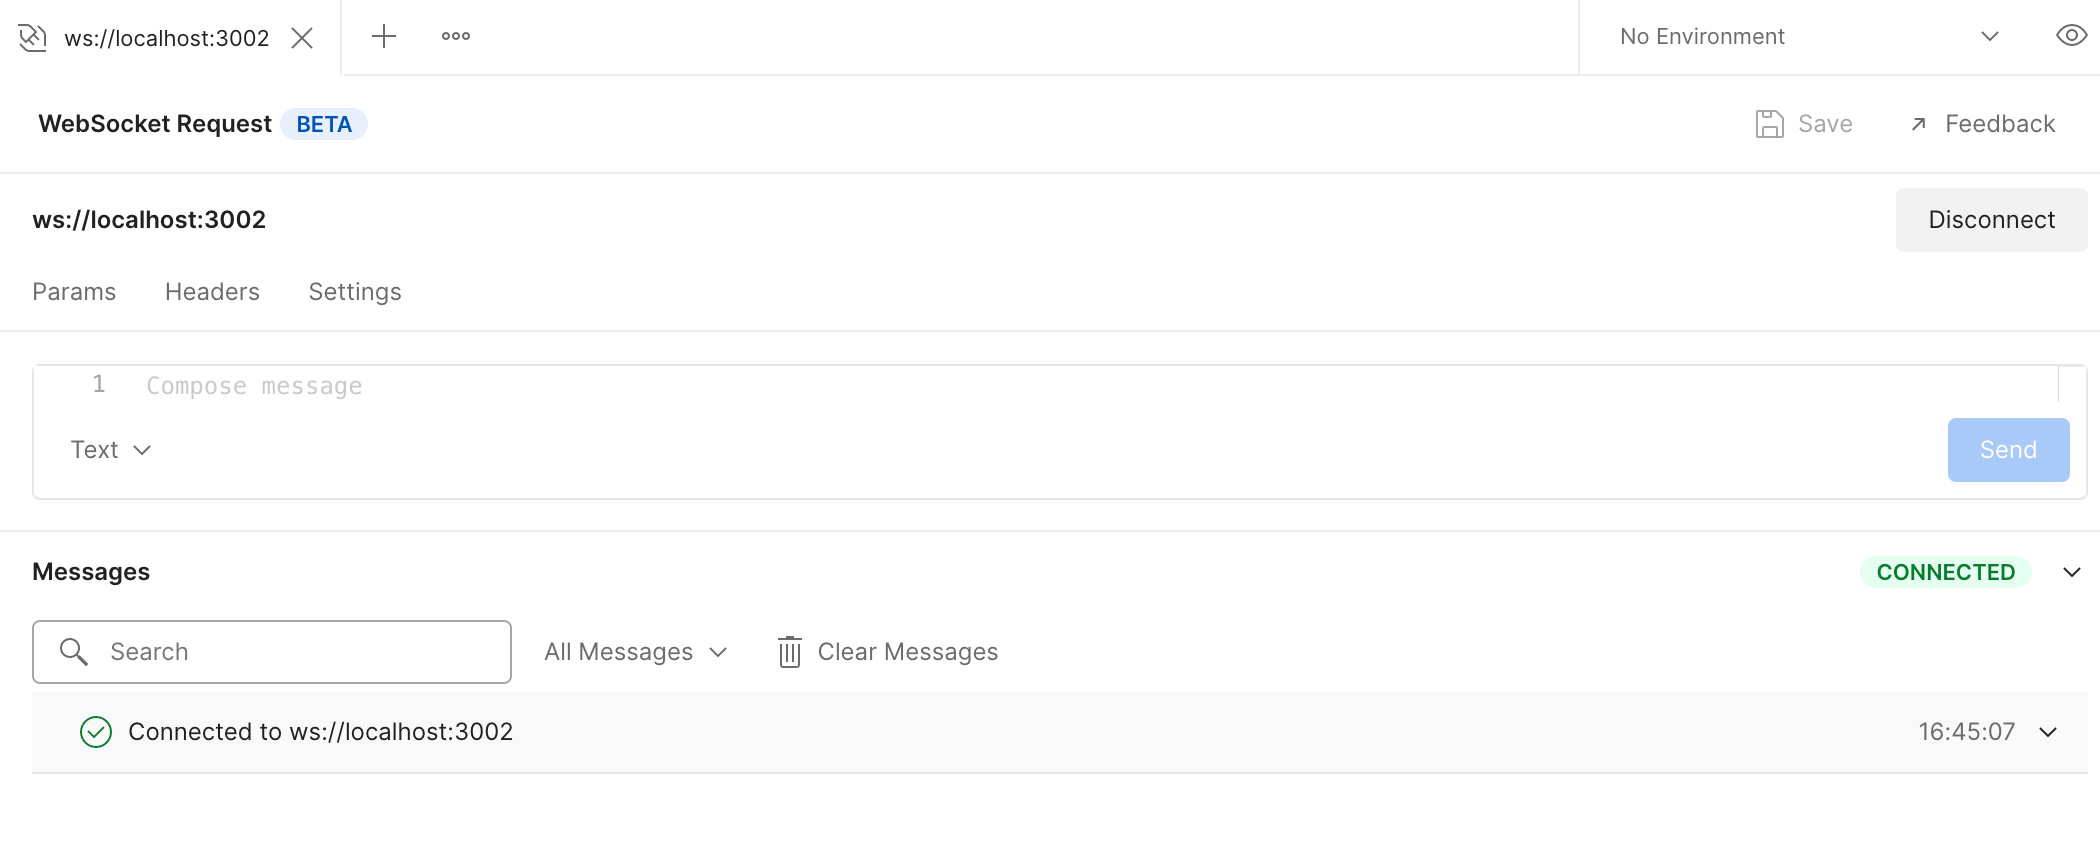 ws://localhost:3002
No Environment
WebSocket Request BETA
Save
Feedback
ws://localhost:3002
Disconnect
Params Headers Settings
1 Compose message
Text
Send
Messages
CONNECTED
Search
All Messages
Clear Messages
Connected to ws://localhost:3002
16:45:07